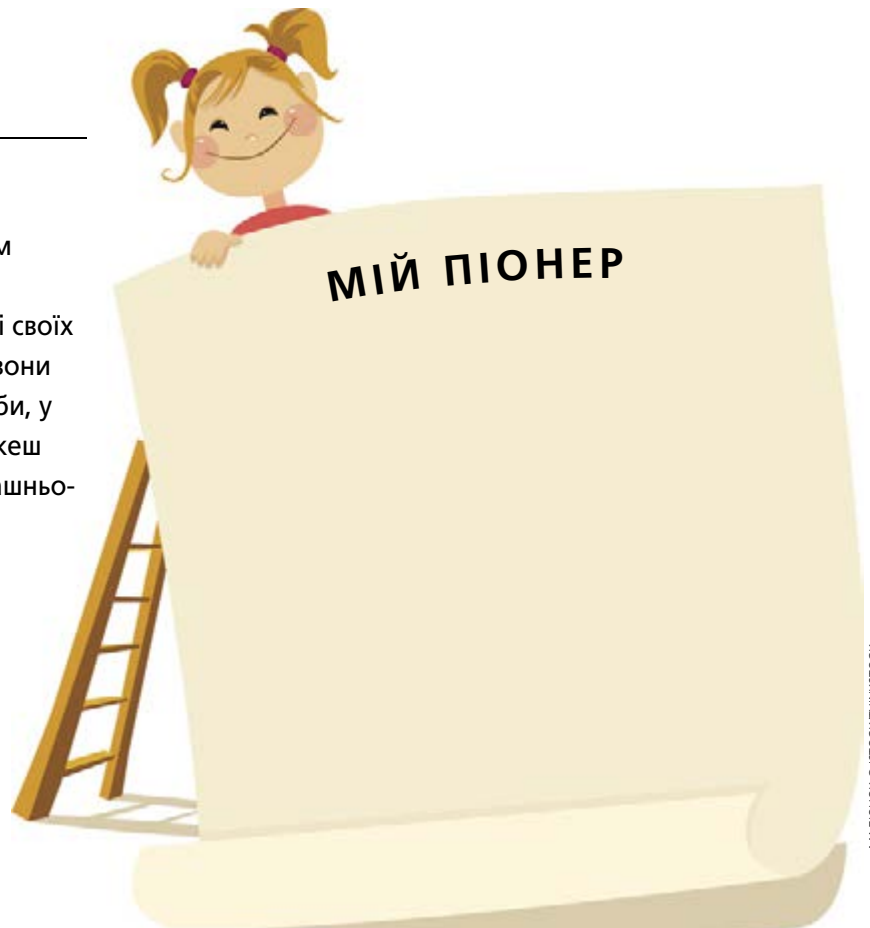 м
і своїх
вони
би, у
жеш
ашньо-
МІЙ ПІОНЕР